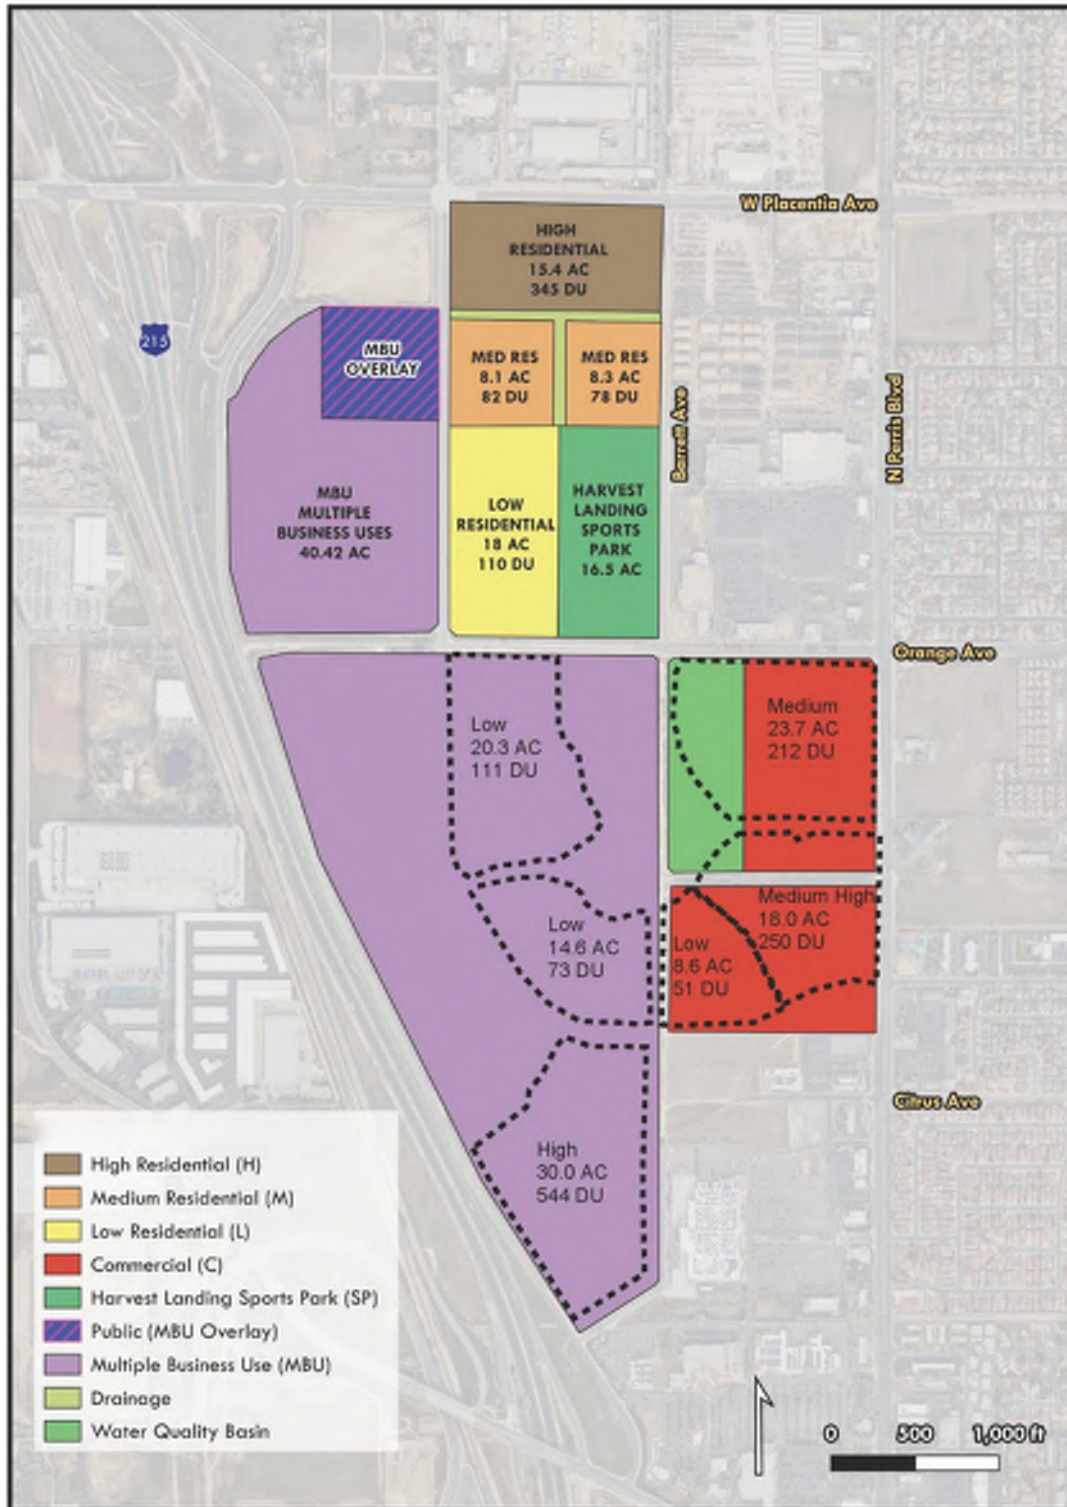 W Placentia Ave
HIGH
RESIDENTIAL
15.4 AC
345 DU
215
MBU
OVERLAY
MED RES
8.1 AC
82 DU
MED RES
8.3 AC
78 DU
Barrett Ave
N Perris Blvd
MBU
MULTIPLE
BUSINESS USES
40.42 AC
LOW
RESIDENTIAL
18 AC
110 DU
HARVEST
LANDING
SPORTS
PARK
16.5 AC
Orange Ave
Low
20.3 AC
111 DU
Medium
23.7 AC
212 DU
Low
14.6 AC
73 DU
Low
8.6 AC
51 DU
Medium High
18.0 AC
250 DU
Citrus Ave
High
30.0 AC
544 DU
High Residential (H)
Medium Residential (M)
Low Residential (L)
Commercial (C)
Harvest Landing Sports Park (SP)
Public (MBU Overlay)
Multiple Business Use (MBU)
Drainage
Water Quality Basin
0 500 1,000 ft